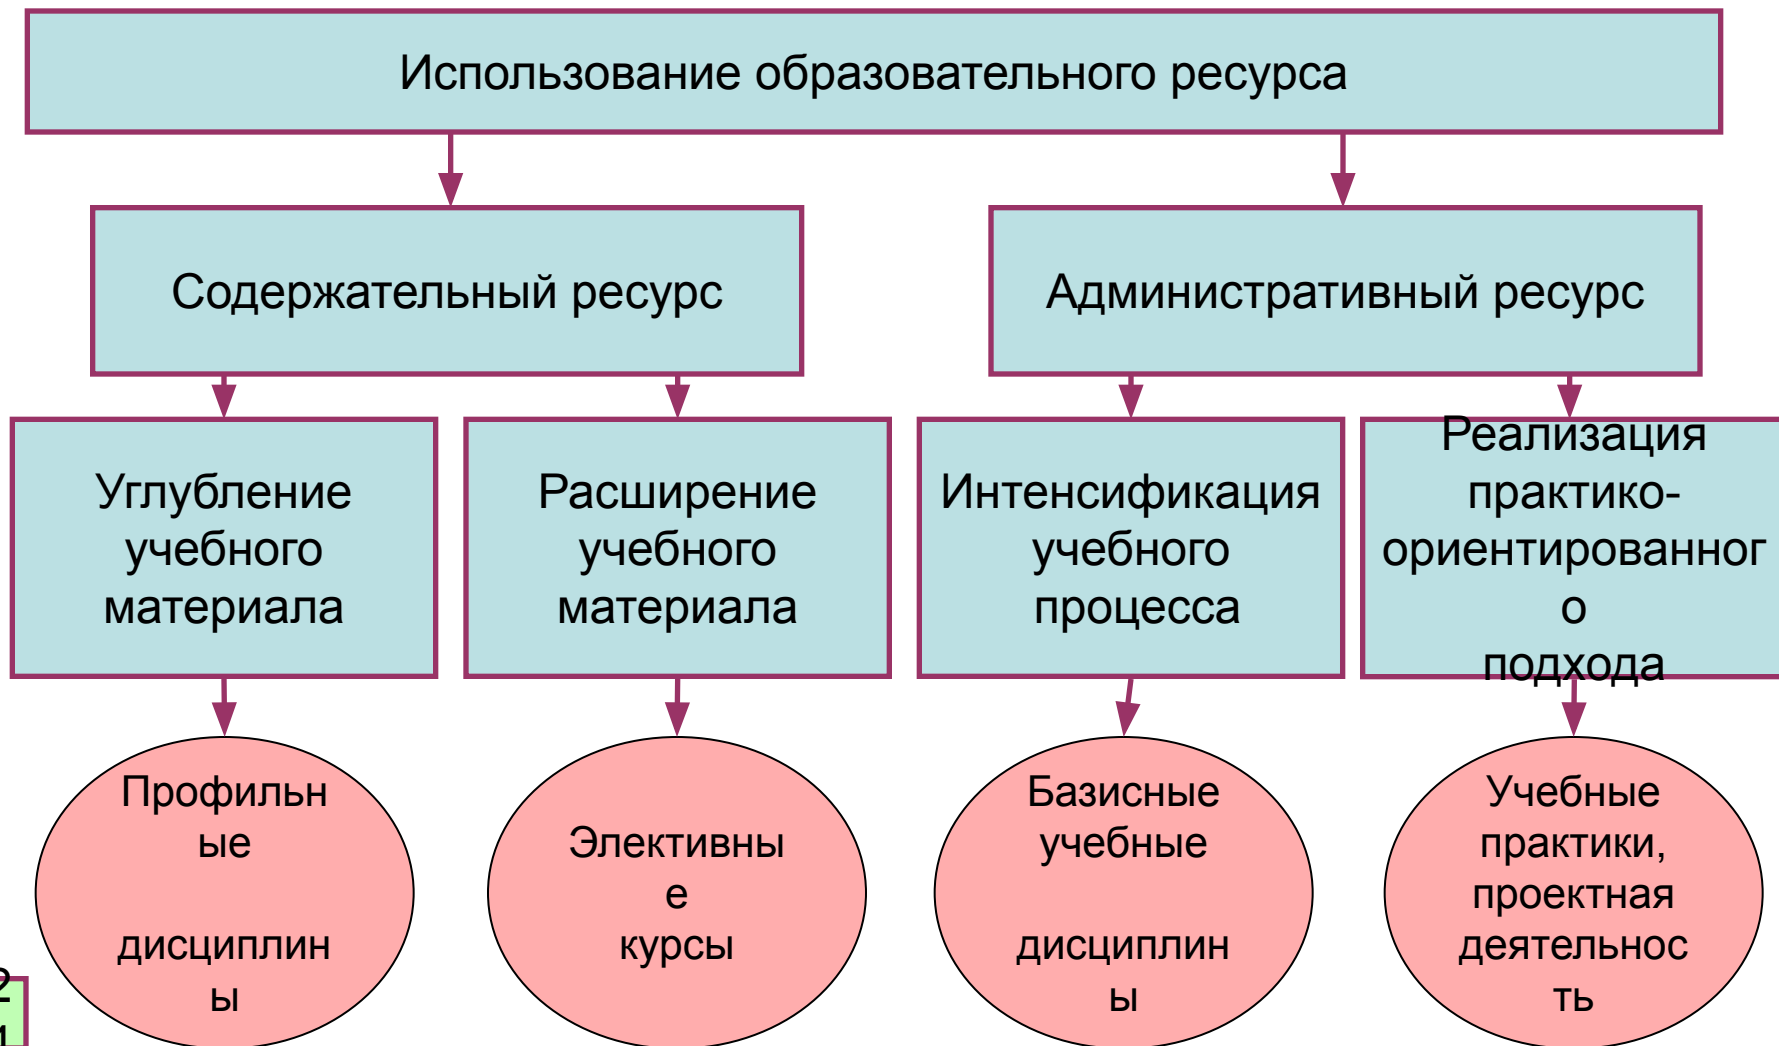 Использование образовательного ресурса
Содержательный ресурс
Административный ресурс
Углубление
учебного
материала
Расширение
учебного
материала
Интенсификация
учебного
процесса
Реализация
практико-
ориентированног
о
подхода
Профильн
ые
дисциплин
ы
Элективны
е
курсы
Базисные
учебные
дисциплин
ы
Учебные
практики,
проектная
деятельнос
ть
2